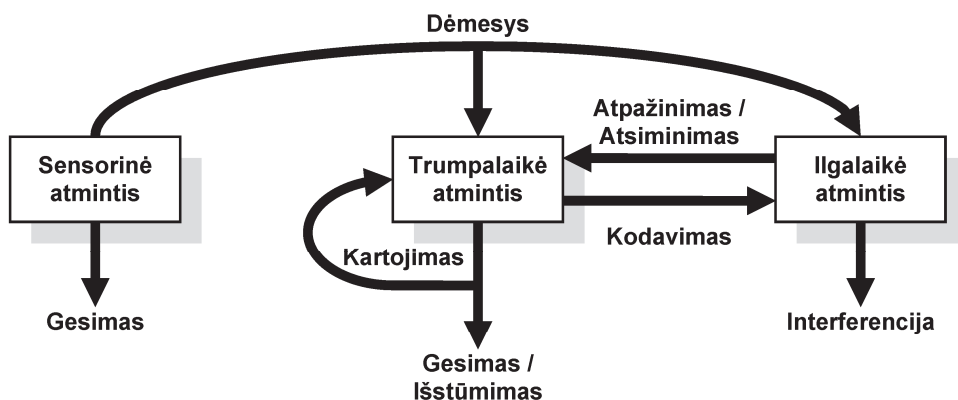 Dėmesys
Sensorinė
atmintis
Trumpalaikė
atmintis
Atpažinimas /
Atsiminimas
Ilgalaikė
atmintis
Kartojimas
Kodavimas
Gesimas
Gesimas /
Išstūmimas
Interferencija